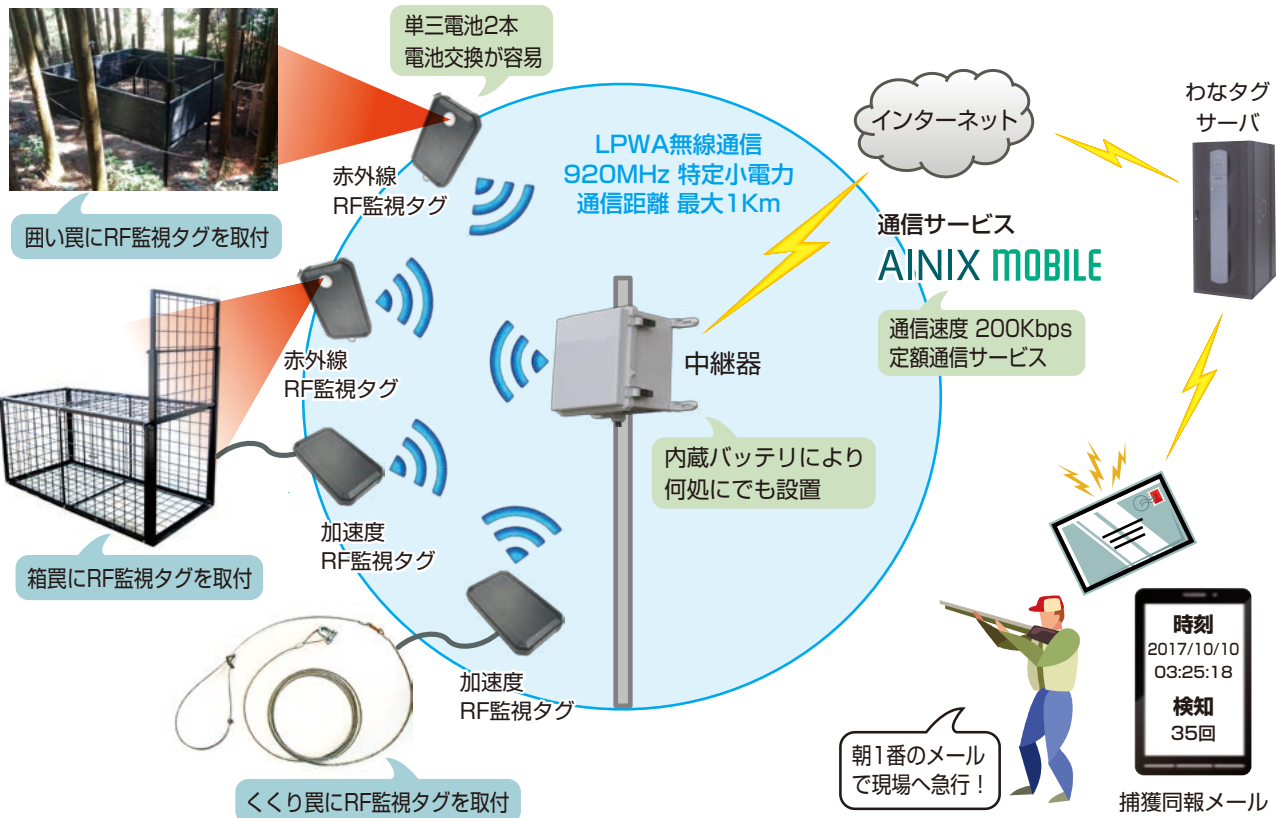 単三電池2本
電池交換が容易
赤外線
RF監視タグ
囲い罠にRF監視タグを取付
LPWA無線通信
920MHz 特定小電力
通信距離 最大1Km
インターネット
わなタグ
サーバ
通信サービス
AINIX MOBILE
通信速度 200Kbps
定額通信サービス
赤外線
RF監視タグ
中継器
内蔵バッテリにより
何処にでも設置
加速度
RF監視タグ
箱罠にRF監視タグを取付
加速度
RF監視タグ
くくり罠にRF監視タグを取付
朝1番のメール
で現場へ急行！
時刻
2017/10/10
03:25:18
検知
35回
捕獲同報メール